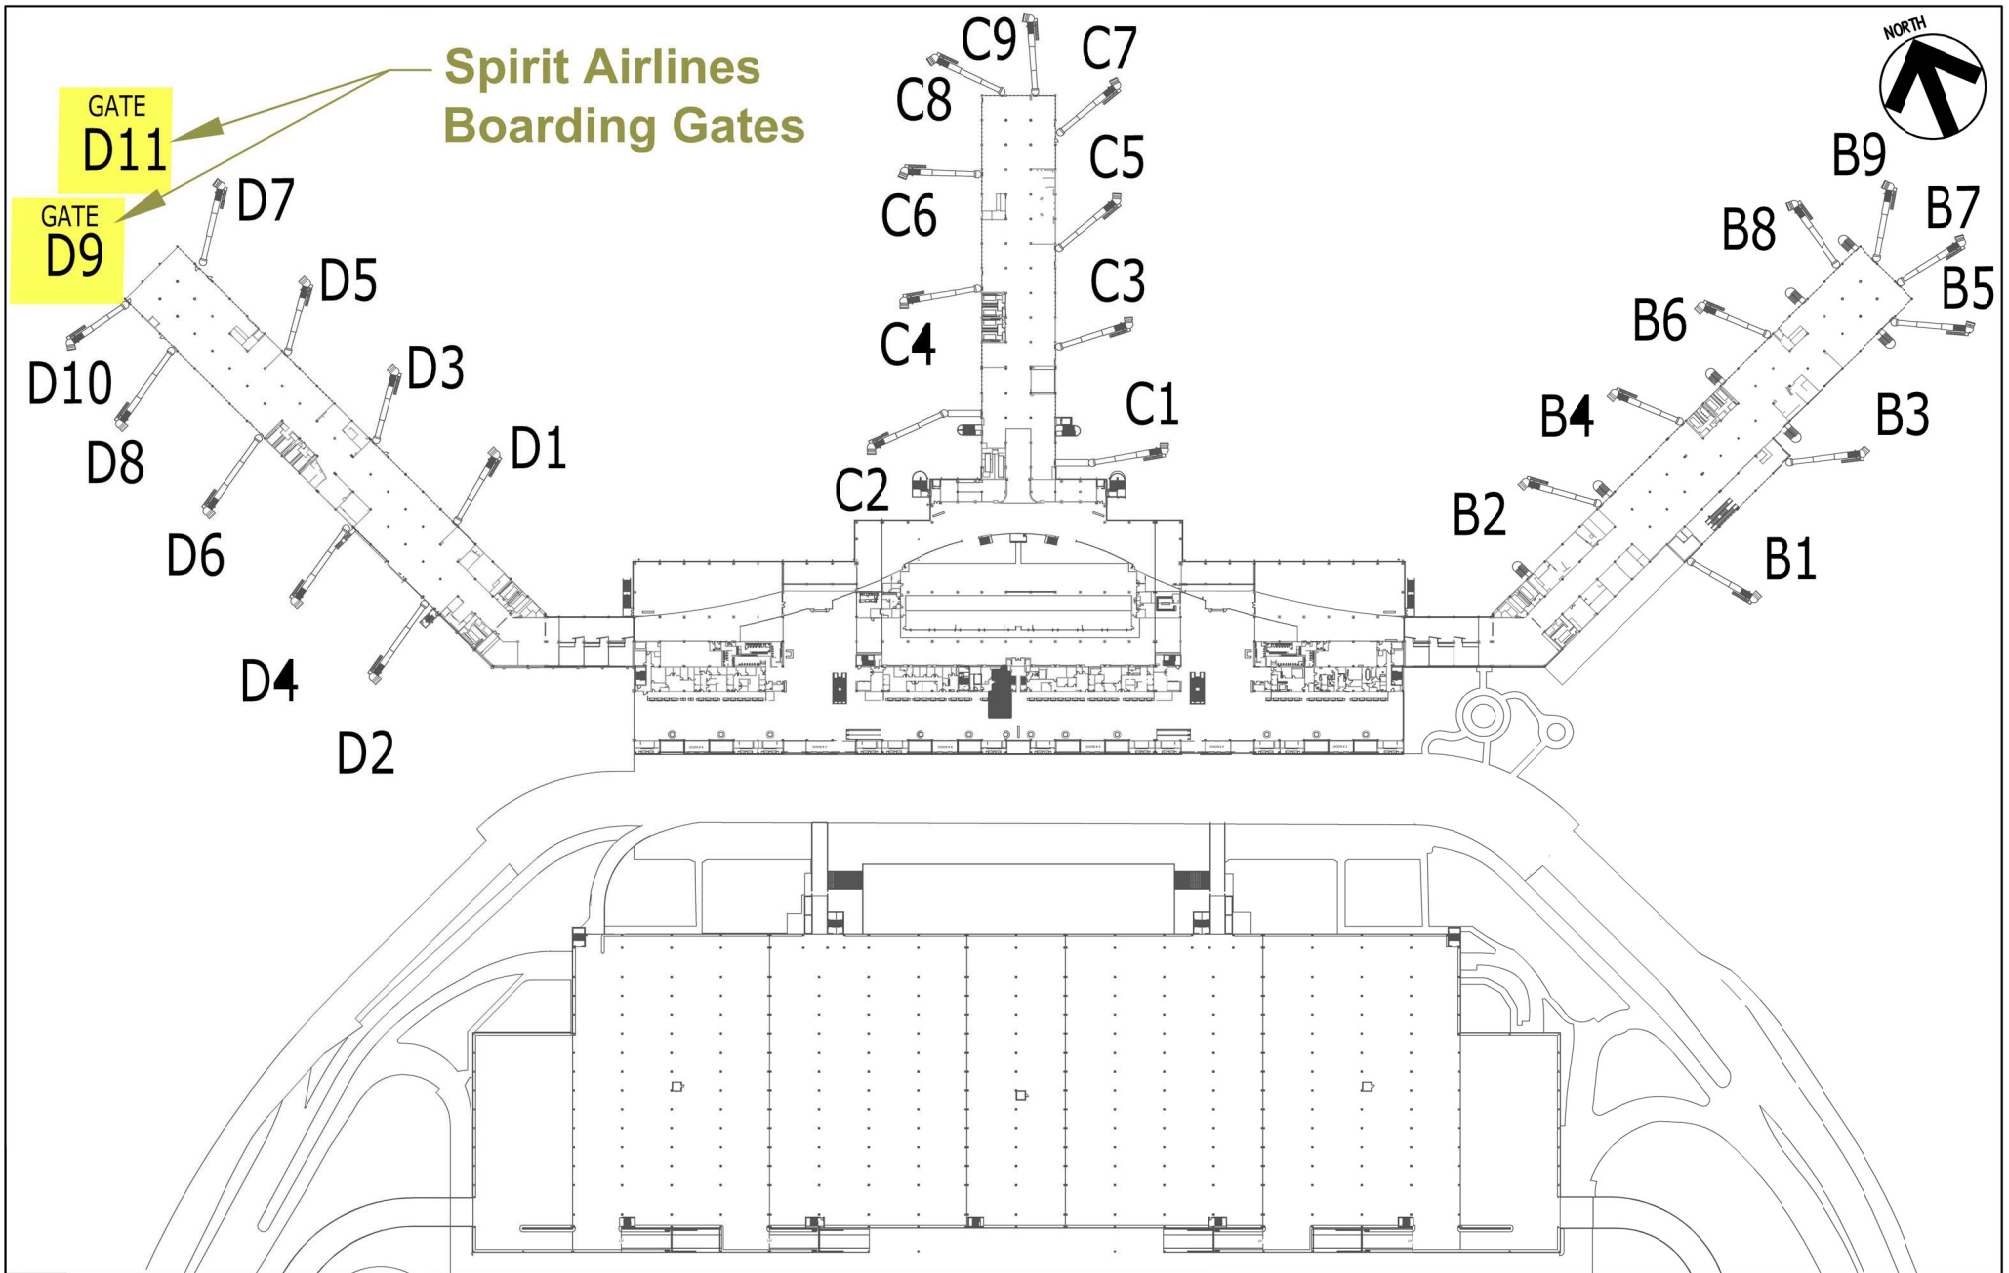 NORTH
Spirit Airlines
Boarding Gates
GATE
D11
GATE
D9
D7
D5
D3
D1
D10
D8
D6
D4
D2
C9
C7
C8
C5
C6
C3
C4
C1
C2
B9
B7
B8
B5
B6
B3
B4
B2
B1